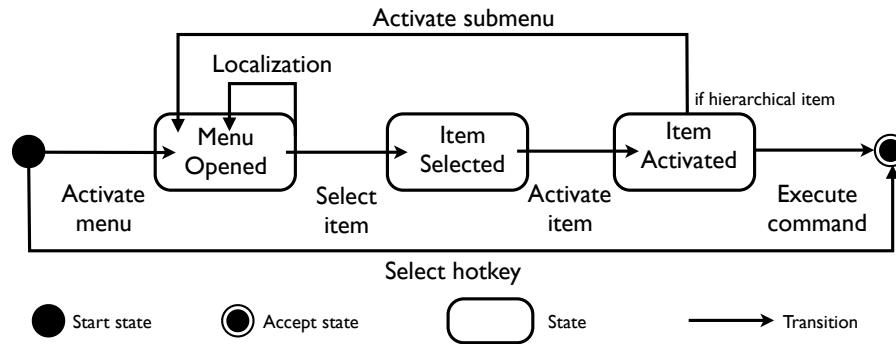 Activate submenu
Localization
if hierarchical item
Menu
Opened
Item
Selected
Item
Activated
Activate
menu
Select
item
Activate
item
Execute
command
Select hotkey
Start state
Accept state
State
Transition